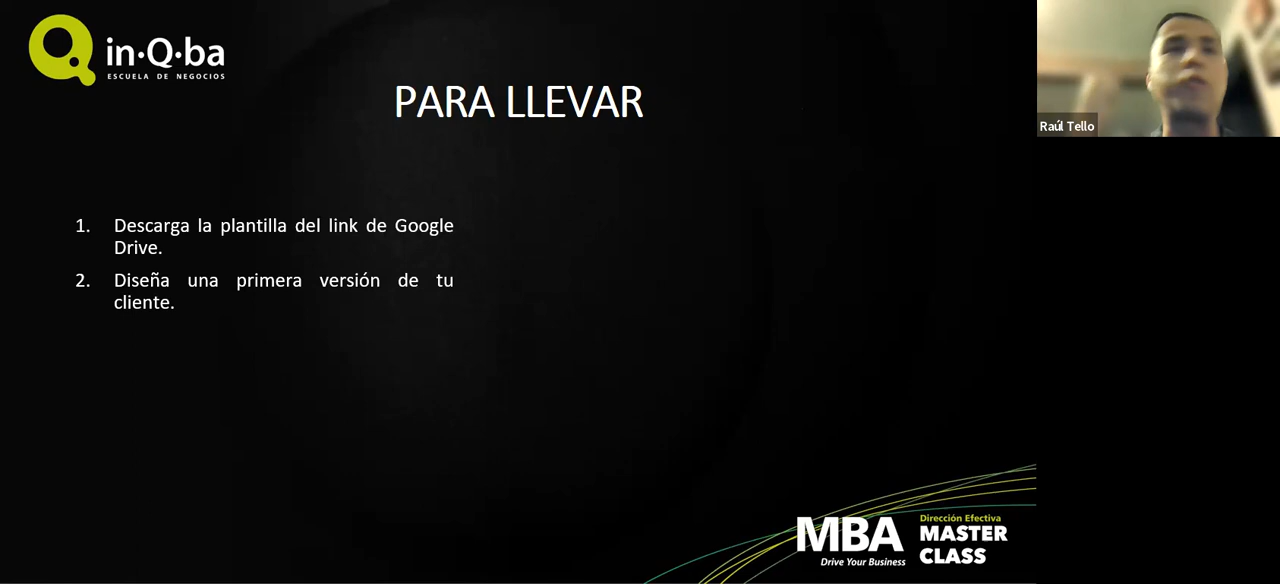 in·Q·ba
ESCUELA DE NEGOCIOS
PARA LLEVAR
Raúl Tello
1. Descarga la plantilla del link de Google
Drive.
2. Diseña una primera versión de tu
cliente.
MBA
Drive Your Business
Dirección Efectiva
MASTER
CLASS